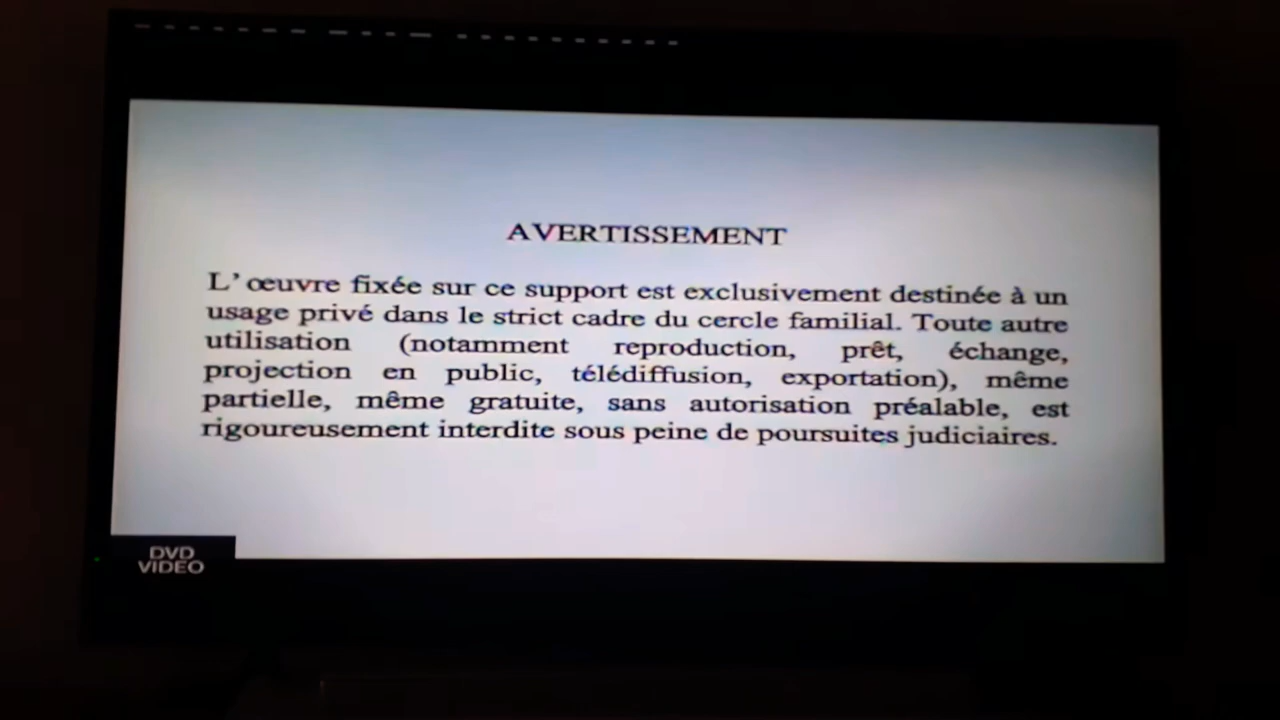 AVERTISSEMENT
L’œuvre fixée sur ce support est exclusivement destinée à un
usage privé dans le strict cadre du cercle familial. Toute autre
utilisation (notamment reproduction, prêt, échange,
projection en public, télédiffusion, exportation), même
partielle, même gratuite, sans autorisation préalable, est
rigoureusement interdite sous peine de poursuites judiciaires.
DVD
VIDEO